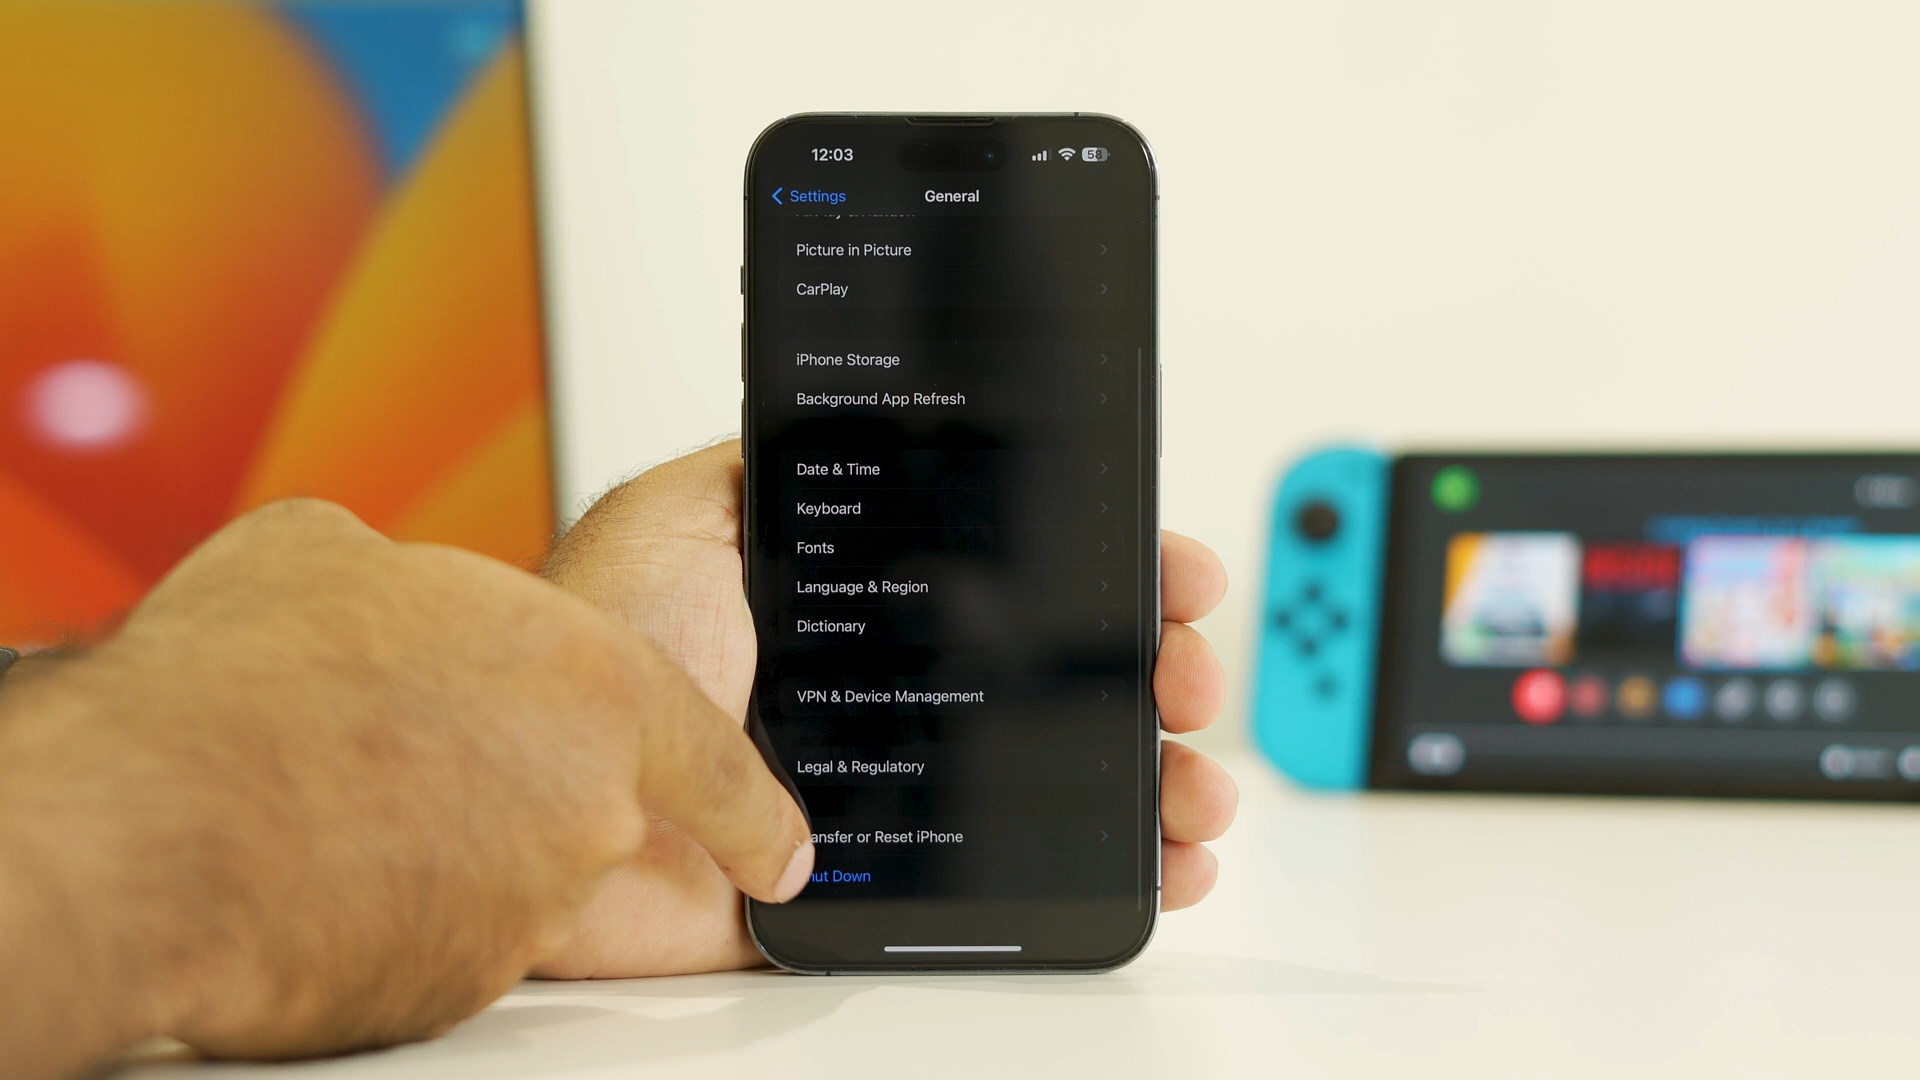 12:03
58
Settings
General
Picture in Picture
CarPlay
iPhone Storage
Background App Refresh
Date & Time
Keyboard
Fonts
Language & Region
Dictionary
VPN & Device Management
Legal & Regulatory
ansfer or Reset iPhone
ut Down